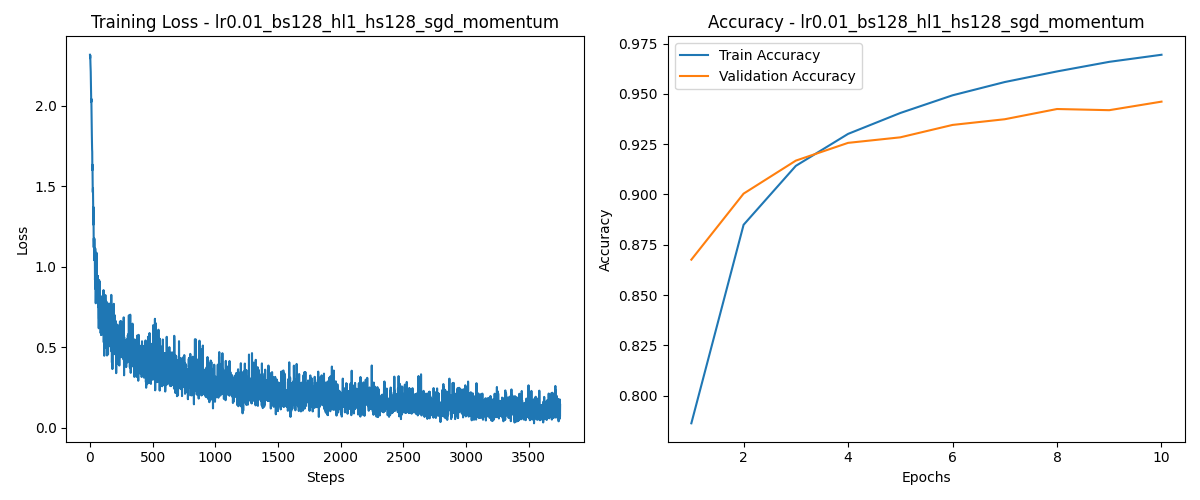 Training Loss - lr0.01_bs128_hl1_hs128_sgd_momentum
2.0
1.5
1.0
0.5
0.0
Loss
0 500 1000 1500 2000 2500 3000 3500
Steps
Accuracy - lr0.01_bs128_hl1_hs128_sgd_momentum
Train Accuracy
Validation Accuracy
0.975
0.950
0.925
0.900
0.875
0.850
0.825
0.800
Accuracy
2 4 6 8 10
Epochs